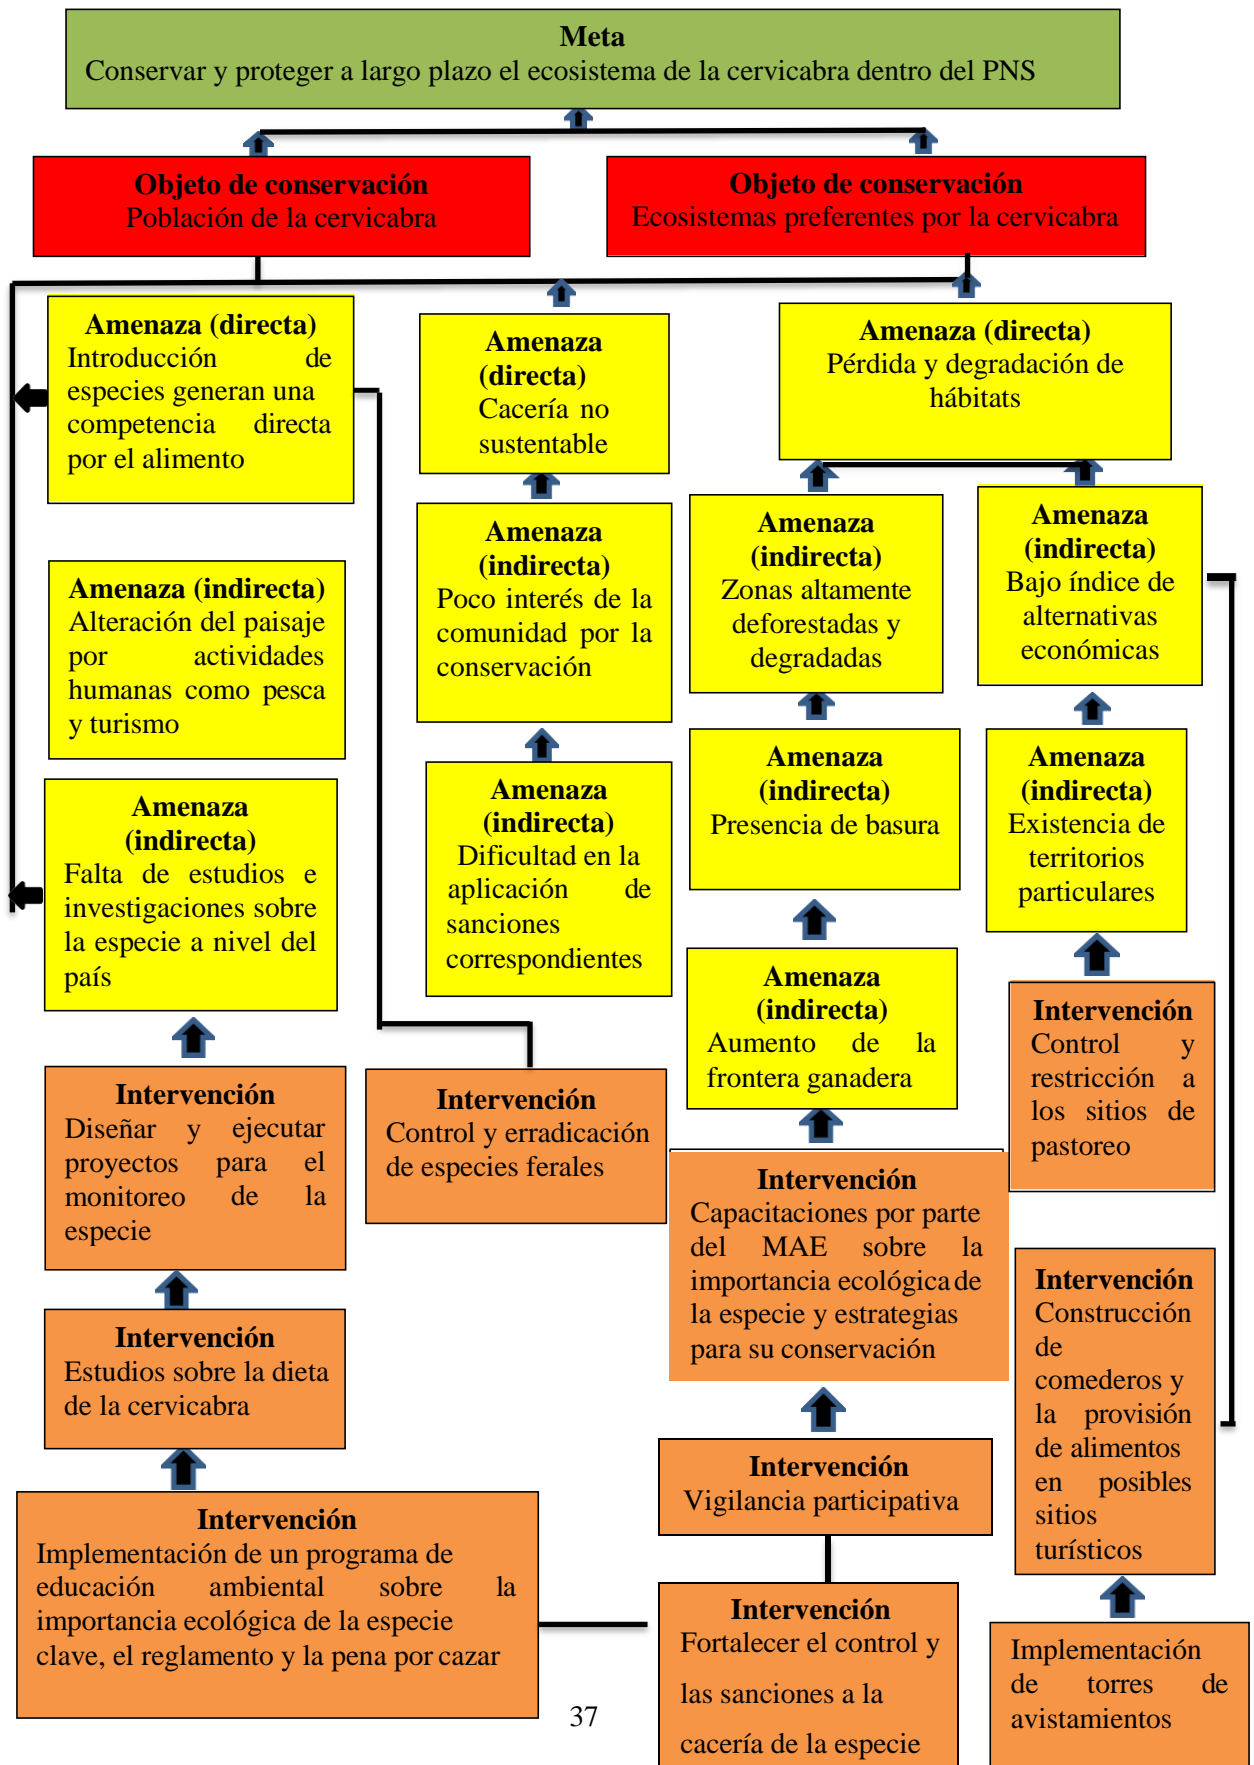 Meta
Conservar y proteger a largo plazo el ecosistema de la cervicabra dentro del PNS
Objeto de conservación
Población de la cervicabra
Objeto de conservación
Ecosistemas preferentes por la cervicabra
Amenaza (directa)
Introducción de
especies generan una
competencia directa
por el alimento
Amenaza
(directa)
Cacería no
sustentable
Amenaza (directa)
Pérdida y degradación de
hábitats
Amenaza (indirecta)
Alteración del paisaje
por actividades
humanas como pesca
y turismo
Amenaza
(indirecta)
Poco interés de la
comunidad por la
conservación
Amenaza
(indirecta)
Zonas altamente
deforestadas y
degradadas
Amenaza
(indirecta)
Bajo índice de
alternativas
económicas
Amenaza
(indirecta)
Falta de estudios e
investigaciones sobre
la especie a nivel del
país
Amenaza
(indirecta)
Dificultad en la
aplicación de
sanciones
correspondientes
Amenaza
(indirecta)
Presencia de basura
Amenaza
(indirecta)
Existencia de
territorios
particulares
Amenaza
(indirecta)
Aumento de la
frontera ganadera
Intervención
Control y
restricción a
los sitios de
pastoreo
Intervención
Diseñar y ejecutar
proyectos para el
monitoreo de la
especie
Intervención
Control y erradicación
de especies ferales
Intervención
Capacitaciones por parte
del MAE sobre la
importancia ecológica de
la especie y estrategias
para su conservación
Intervención
Construcción
de
comederos y
la provisión
de alimentos
en posibles
sitios
turísticos
Intervención
Estudios sobre la dieta
de la cervicabra
Intervención
Vigilancia participativa
Intervención
Implementación de un programa de
educación ambiental sobre la
importancia ecológica de la especie
clave, el reglamento y la pena por cazar
Intervención
Fortalecer el control y
las sanciones a la
cacería de la especie
Implementación
de torres de
avistamientos
37